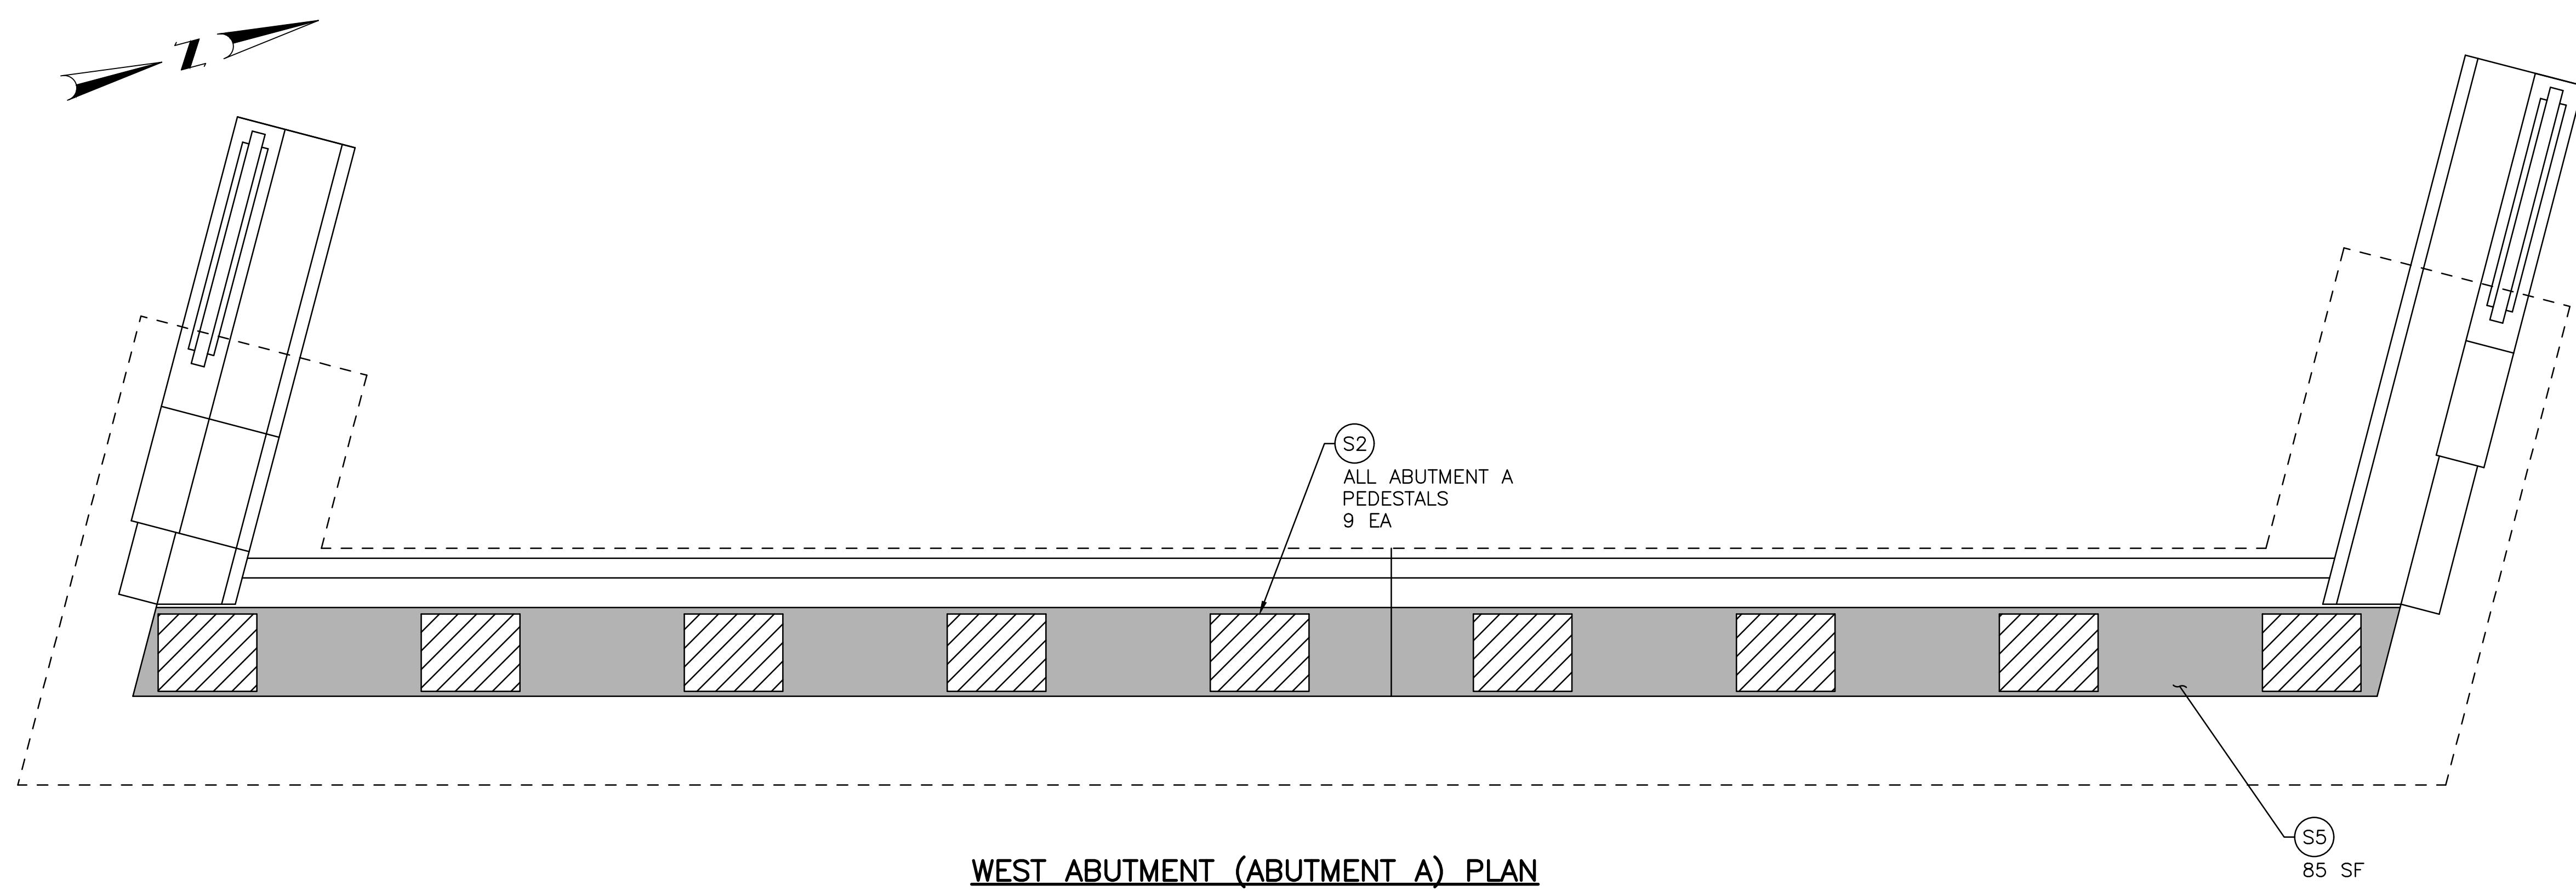 N
S2
ALL ABUTMENT A
PEDESTALS
9 EA
S5
85 SF
WEST ABUTMENT (ABUTMENT A) PLAN